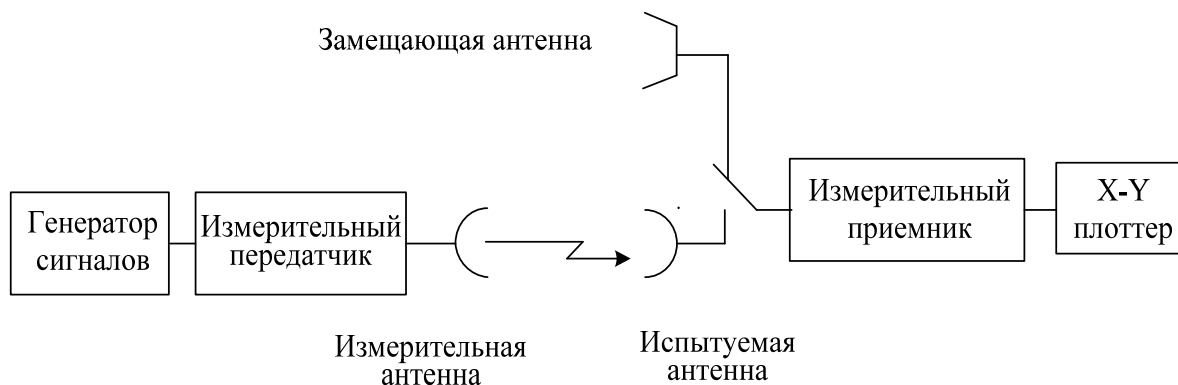 Замещающая антенна
Генератор
сигналов
Измерительный
передатчик
Измерительный
приемник
X-Y
плоттер
Измерительная
антенна
Испытуемая
антенна